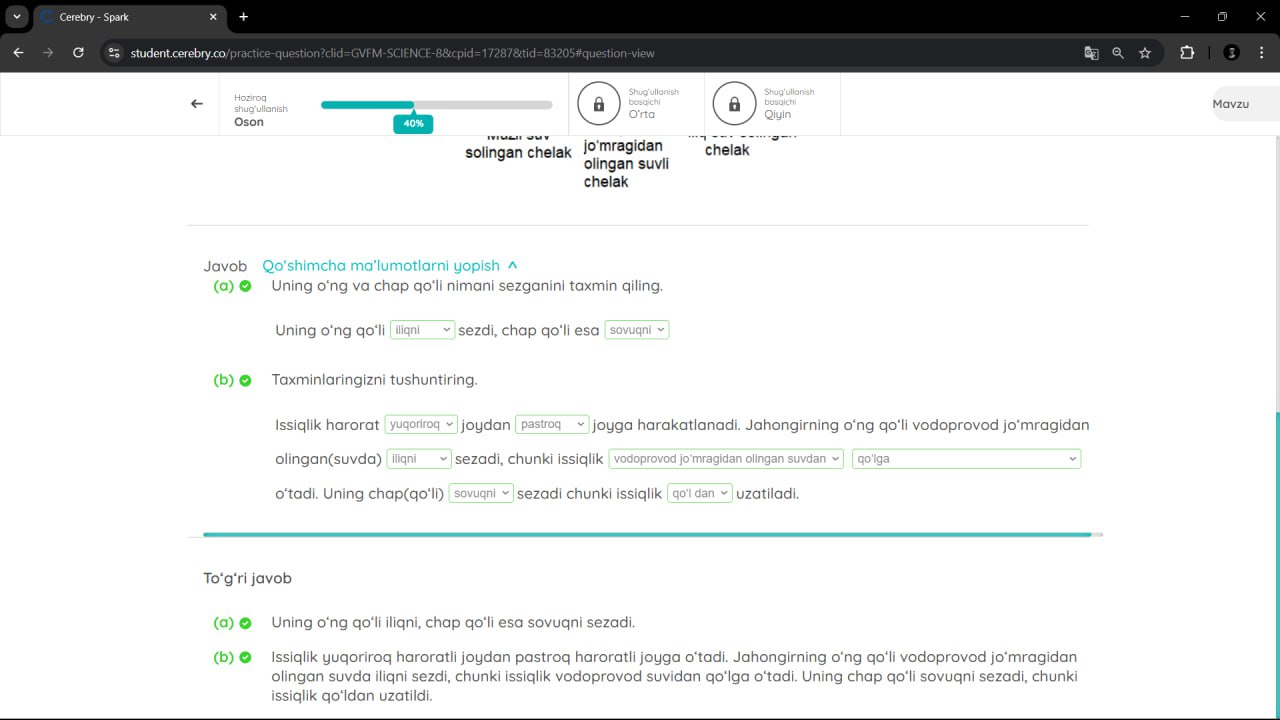 Cerebry - Spark
student.cerebry.co/practice-question?clid=GVFM-SCIENCE-8&cpid=17287&tid=83205#question-view
Hoziroq
shug‘ullanish
Oson
40%
Shug‘ullanish
bosqichi
O‘rta
Shug‘ullanish
bosqichi
Qiyin
Mavzu
solingan chelak
jo‘mragidan
olingan suvli
chelak
chelak
Javob Qo‘shimcha ma’lumotlarni yopish
(a) Uning o‘ng va chap qo‘li nimani sezganini taxmin qiling.
Uning o‘ng qo‘li iliqni sezdi, chap qo‘li esa sovuqni
(b) Taxminlaringizni tushuntiring.
Issiqlik harorat yuqoriroq joydan pastroq joyga harakatlanadi. Jahongirning o‘ng qo‘li vodoprovod jo‘mragidan
olingan(suvda) iliqni sezadi, chunki issiqlik vodoprovod jo‘mragidan olingan suvdan qo‘lga
o‘tadi. Uning chap(qo‘li) sovuqni sezadi chunki issiqlik qo‘l dan uzatiladi.
To‘g‘ri javob
(a) Uning o‘ng qo‘li iliqni, chap qo‘li esa sovuqni sezadi.
(b) Issiqlik yuqoriroq haroratli joydan pastroq haroratli joyga o‘tadi. Jahongirning o‘ng qo‘li vodoprovod jo‘mragidan
olingan suvda iliqni sezdi, chunki issiqlik vodoprovod suvidan qo‘lga o‘tadi. Uning chap qo‘li sovuqni sezadi, chunki
issiqlik qo‘ldan uzatildi.